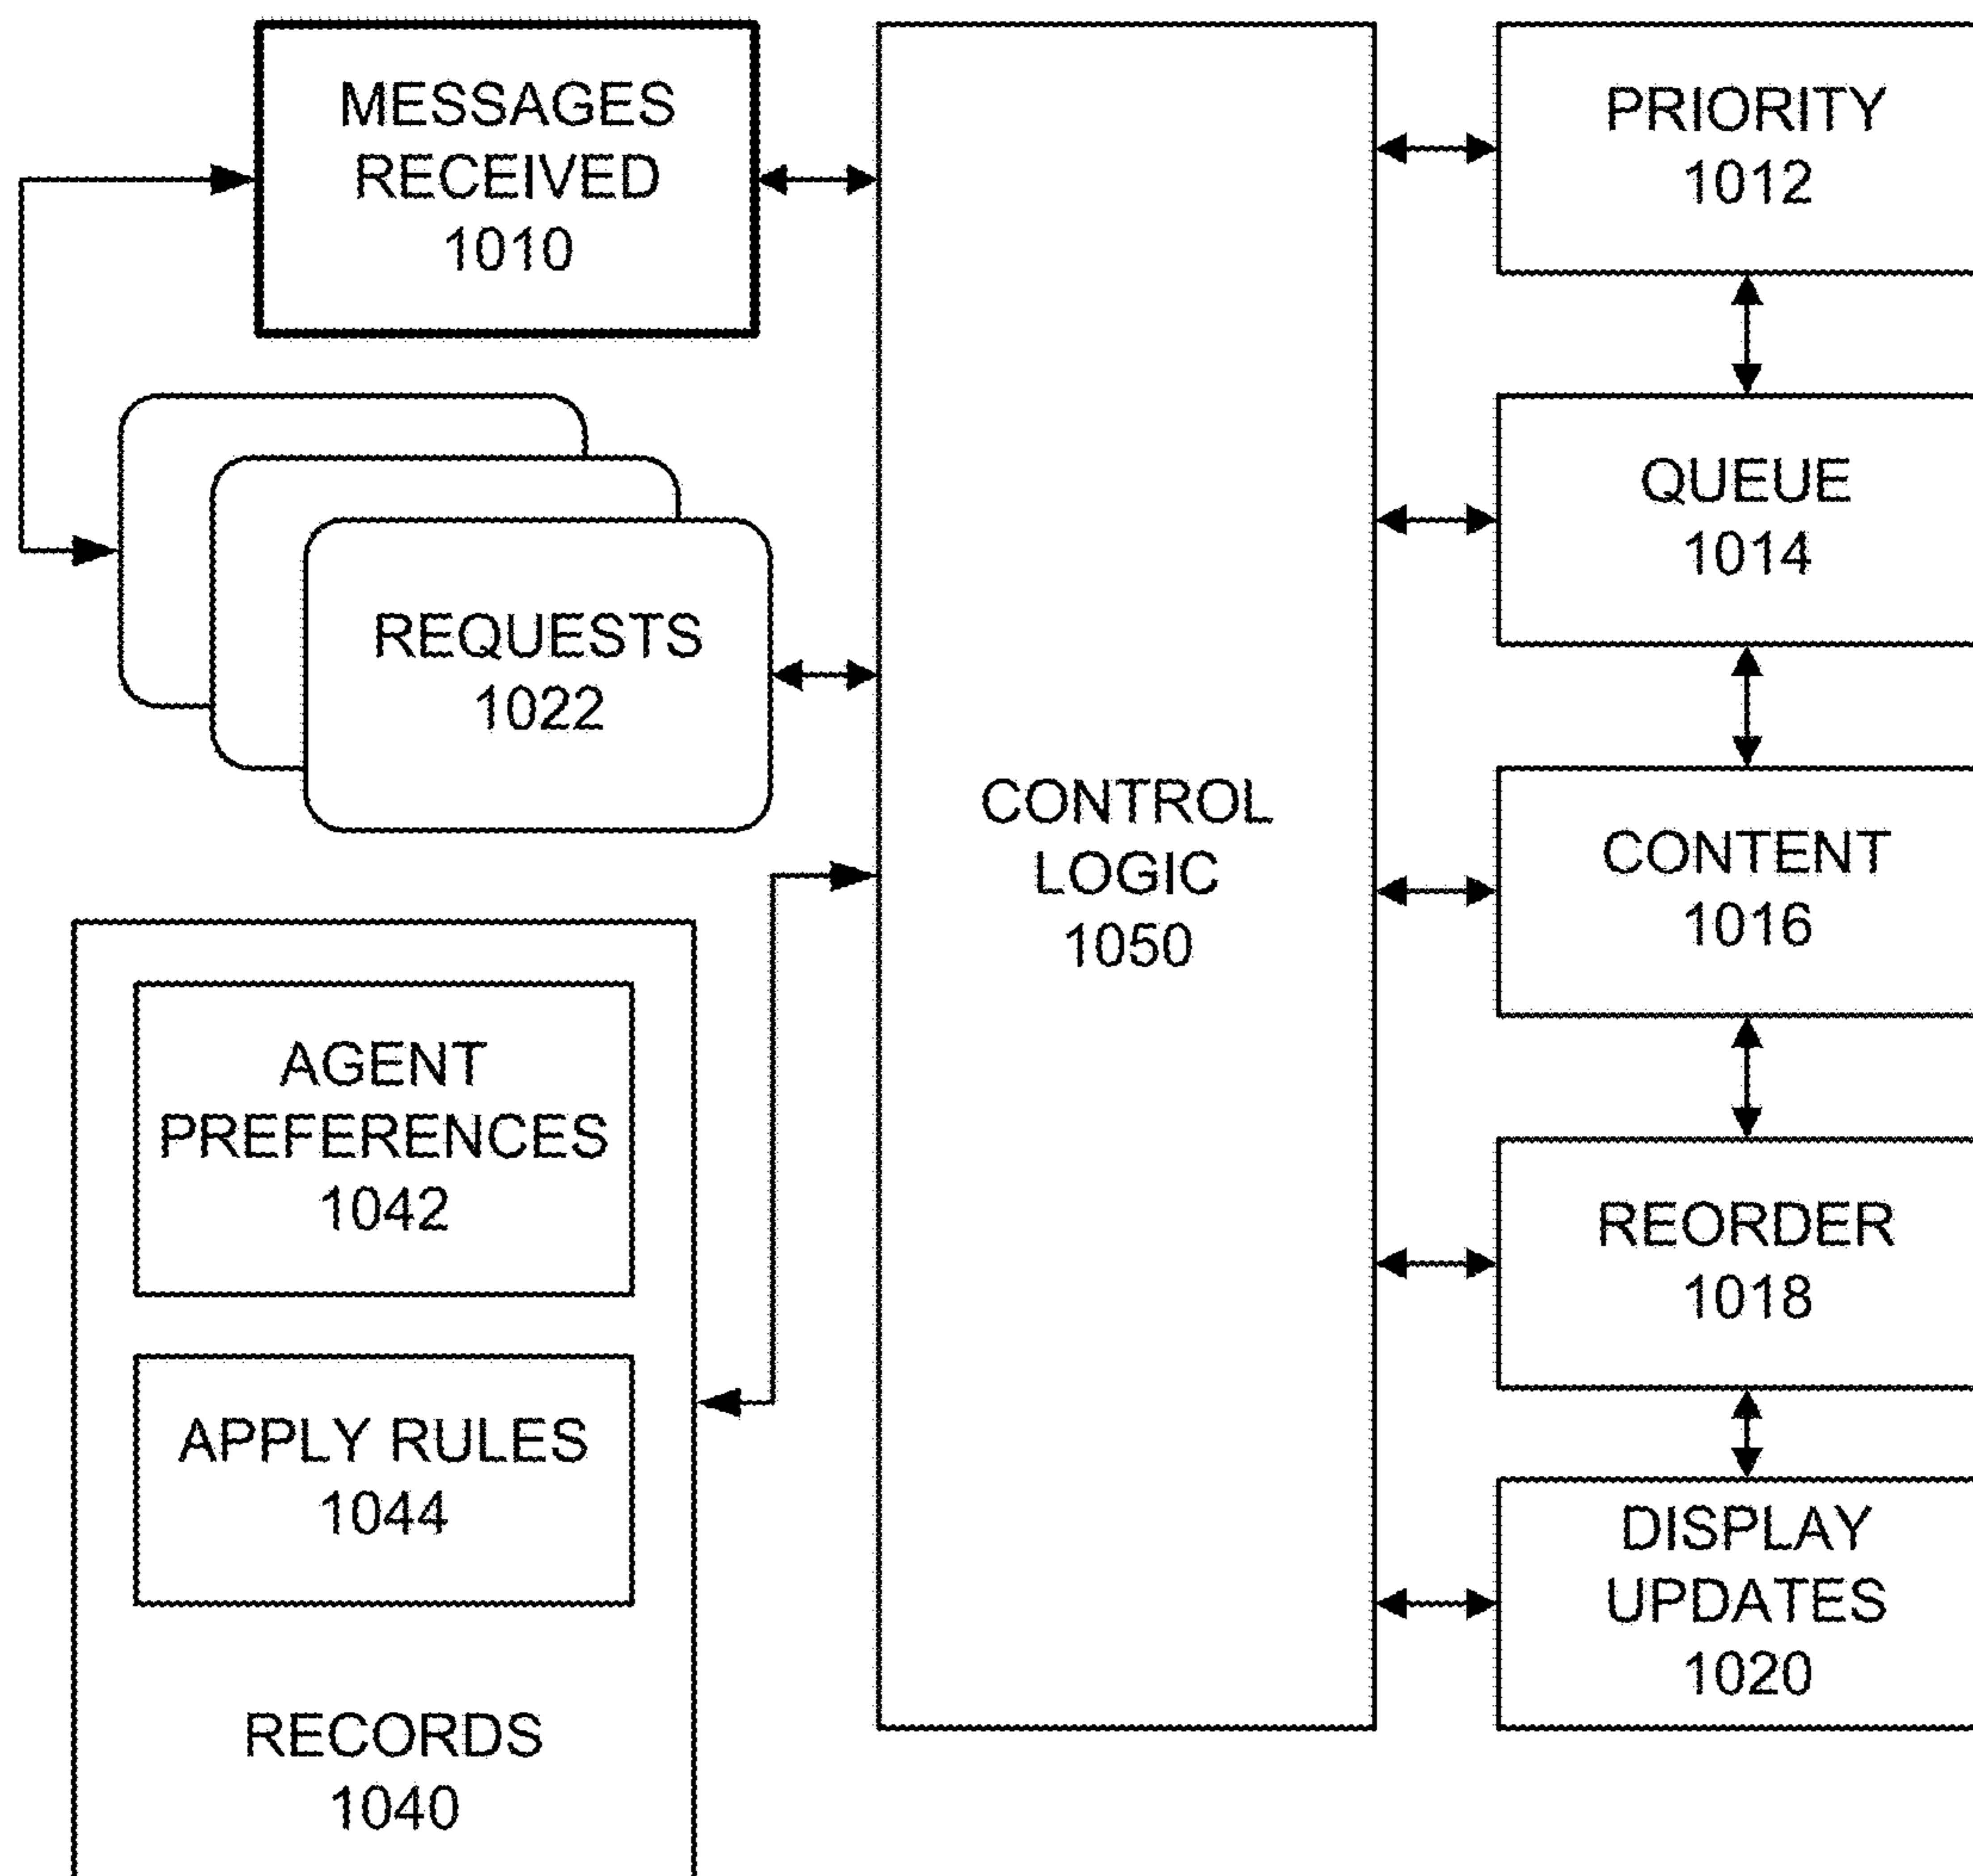 MESSAGES
RECEIVED
1010
REQUESTS
1022
AGENT
PREFERENCES
1042
APPLY RULES
1044
RECORDS
1040
CONTROL
LOGIC
1050
PRIORITY
1012
QUEUE
1014
CONTENT
1016
REORDER
1018
DISPLAY
UPDATES
1020